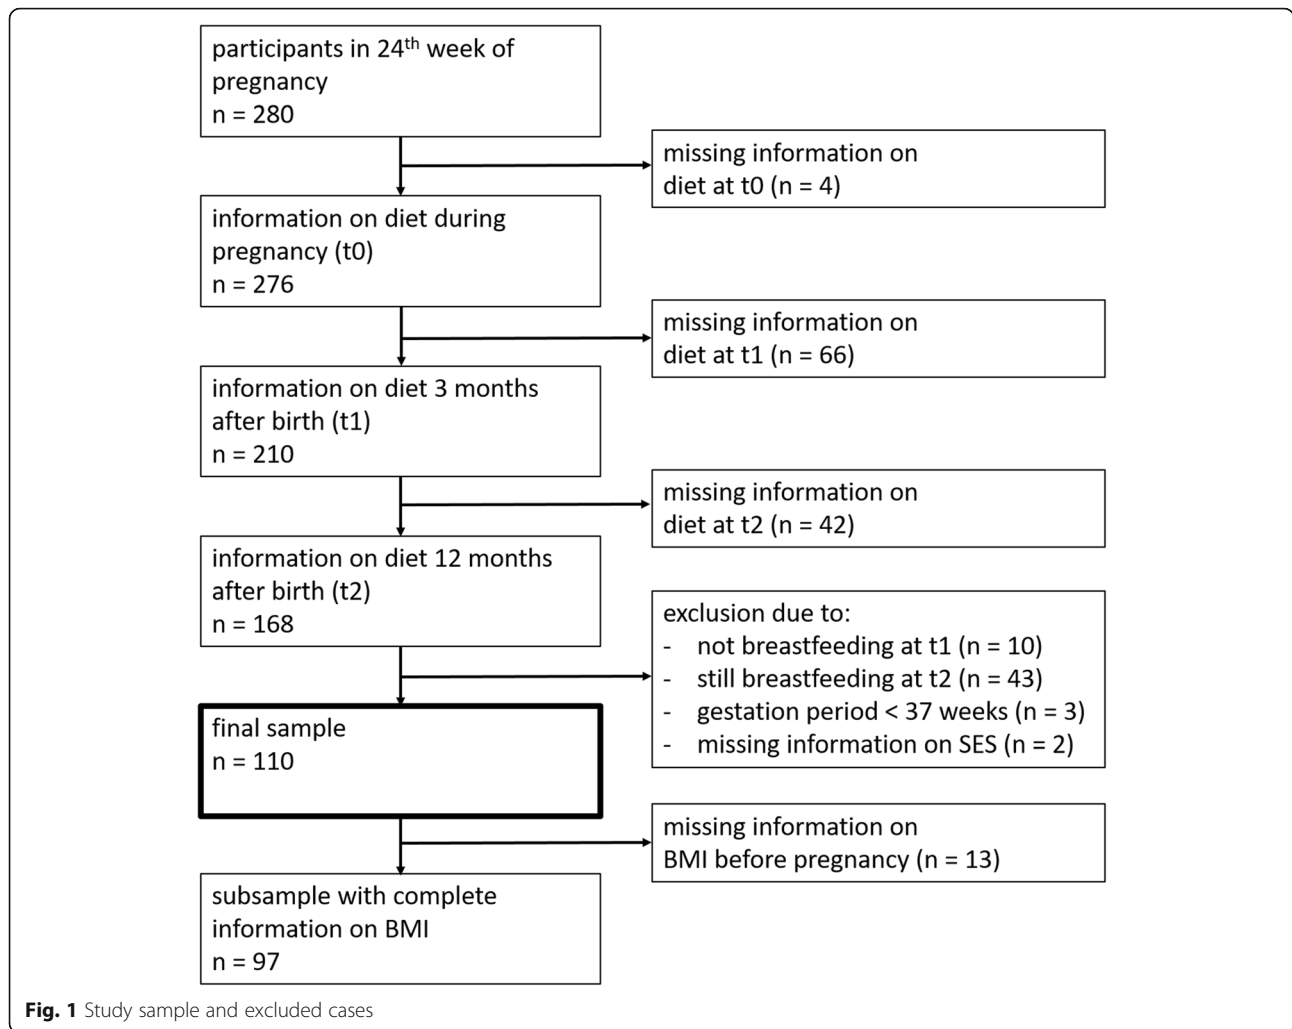 participants in 24th week of
pregnancy
n = 280
missing information on
diet at t0 (n = 4)
information on diet during
pregnancy (t0)
n = 276
missing information on
diet at t1 (n = 66)
information on diet 3 months
after birth (t1)
n = 210
missing information on
diet at t2 (n = 42)
information on diet 12 months
after birth (t2)
n = 168
exclusion due to:
- not breastfeeding at t1 (n = 10)
- still breastfeeding at t2 (n = 43)
- gestation period < 37 weeks (n = 3)
- missing information on SES (n = 2)
final sample
n = 110
missing information on
BMI before pregnancy (n = 13)
subsample with complete
information on BMI
n = 97
Fig. 1 Study sample and excluded cases